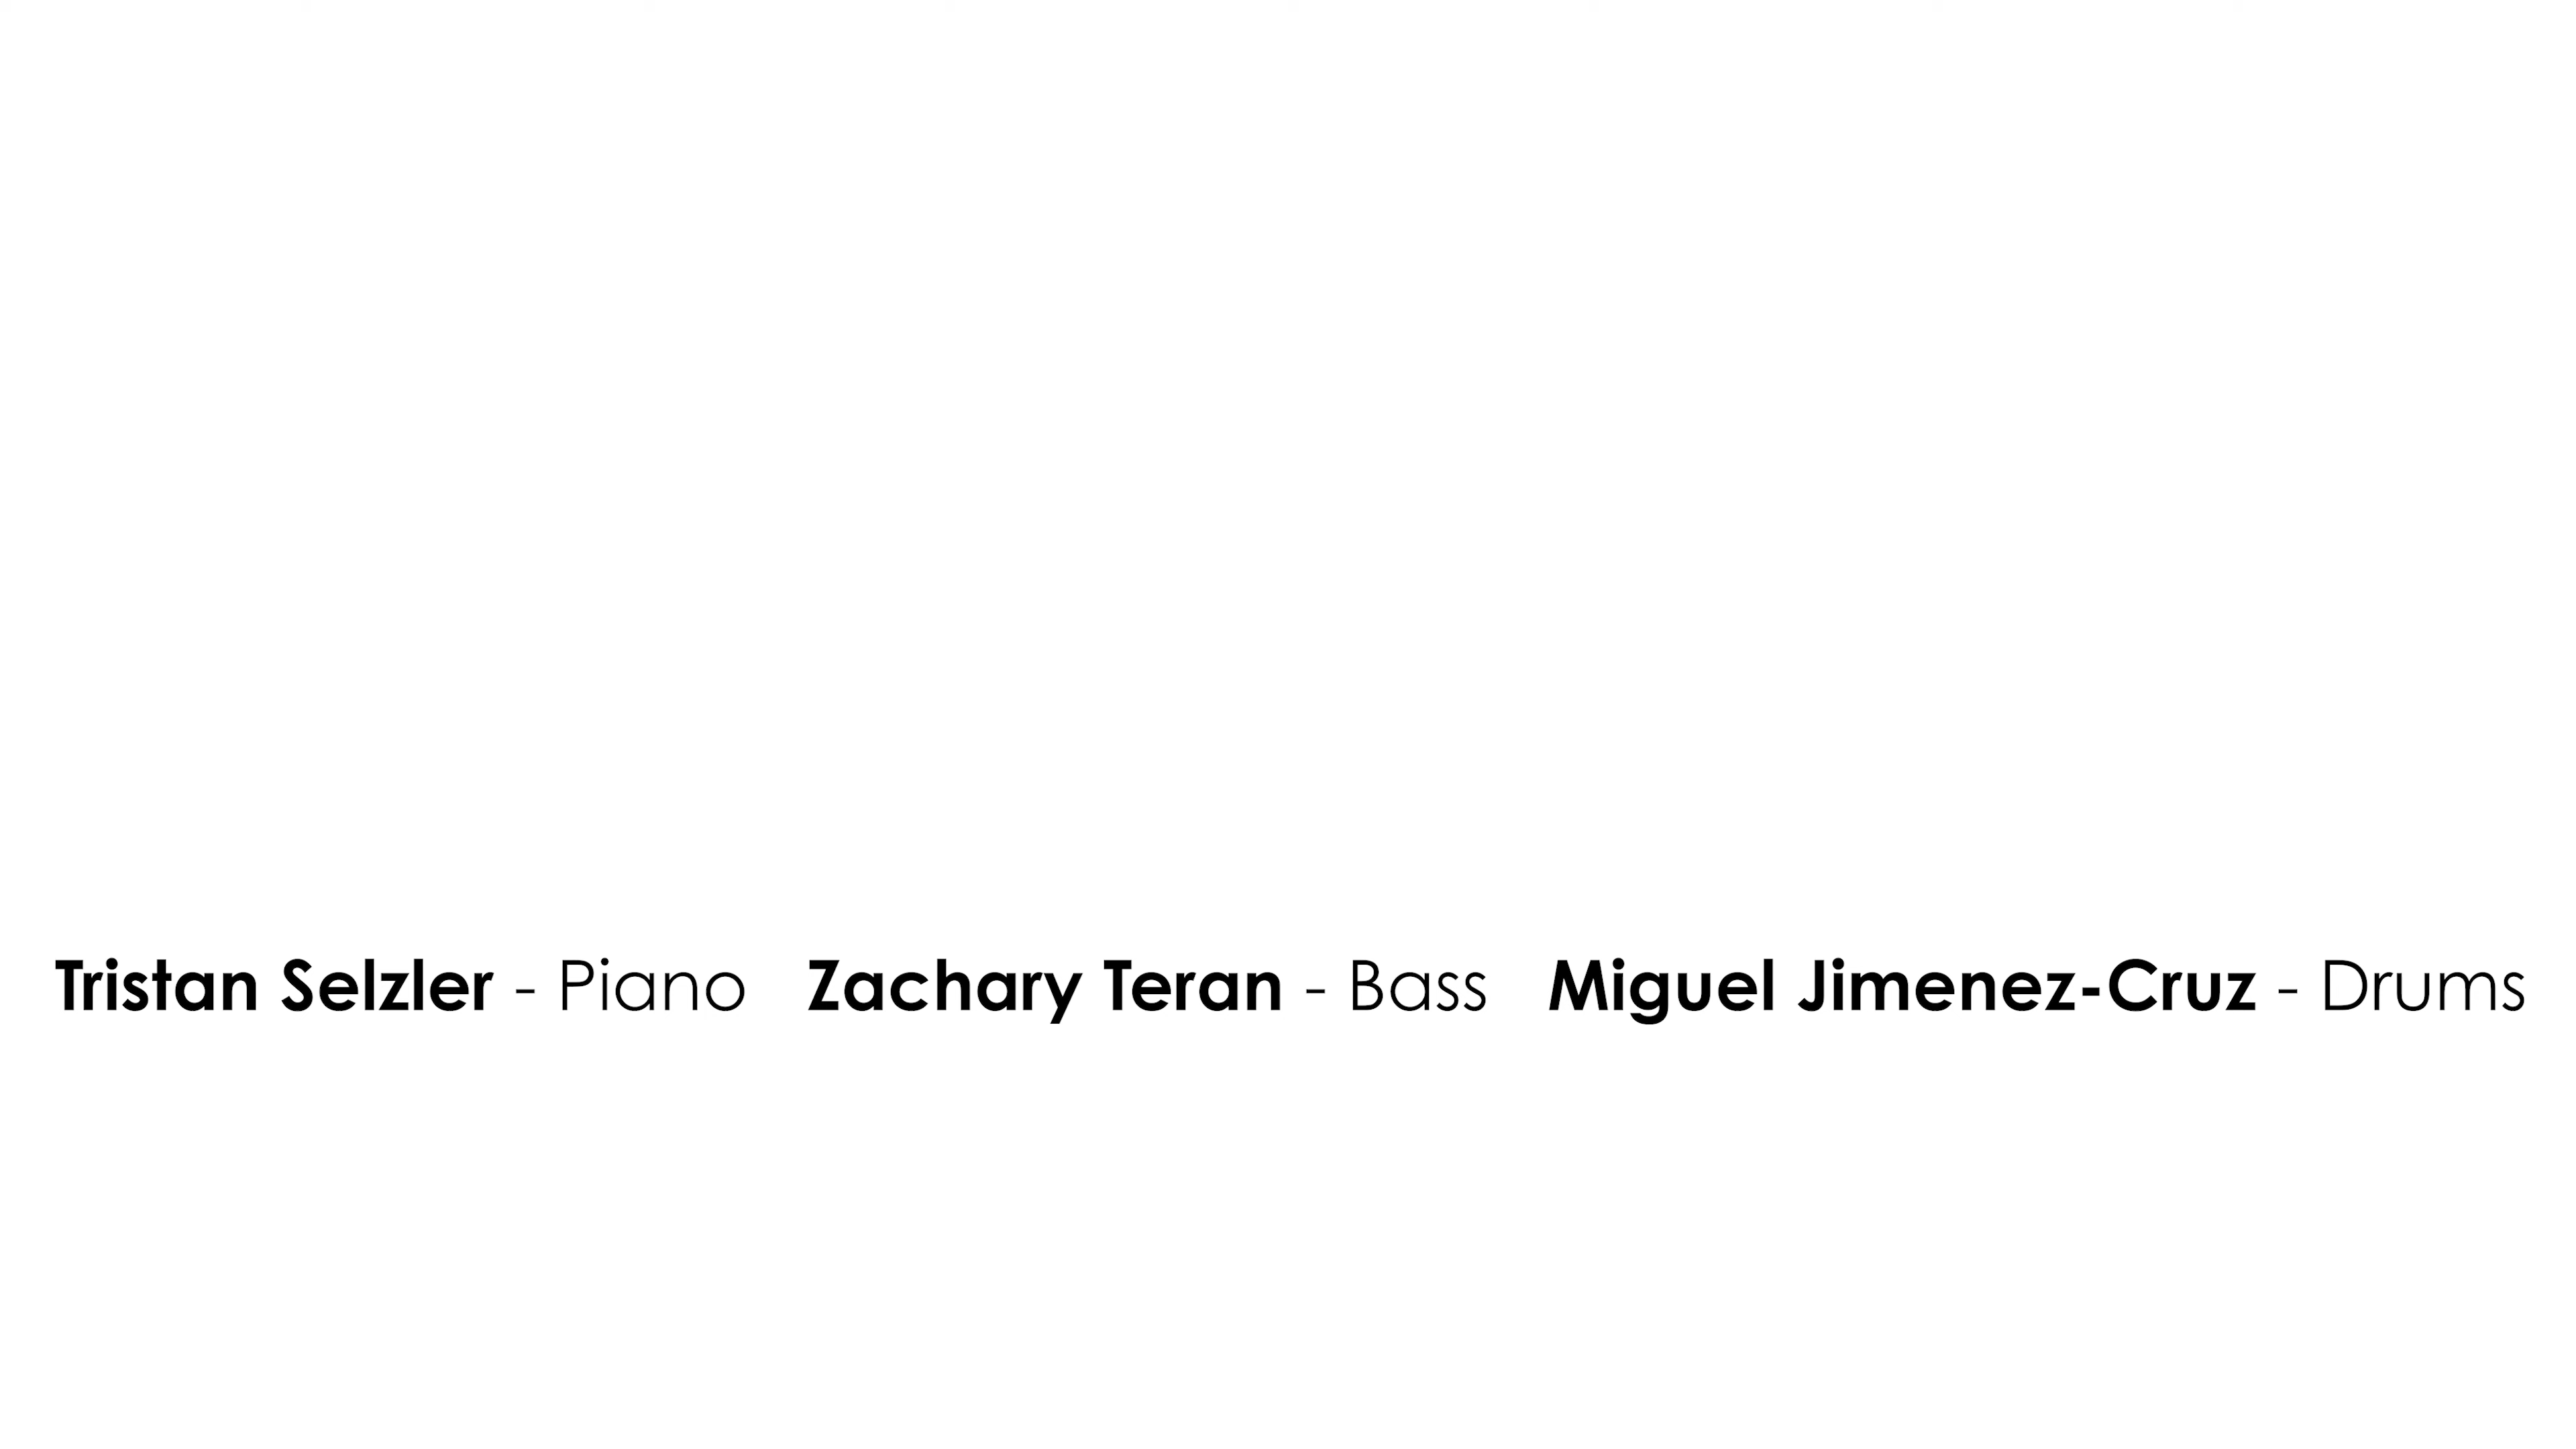 Tristan Selzler - Piano Zachary Teran - Bass Miguel Jimenez-Cruz - Drums